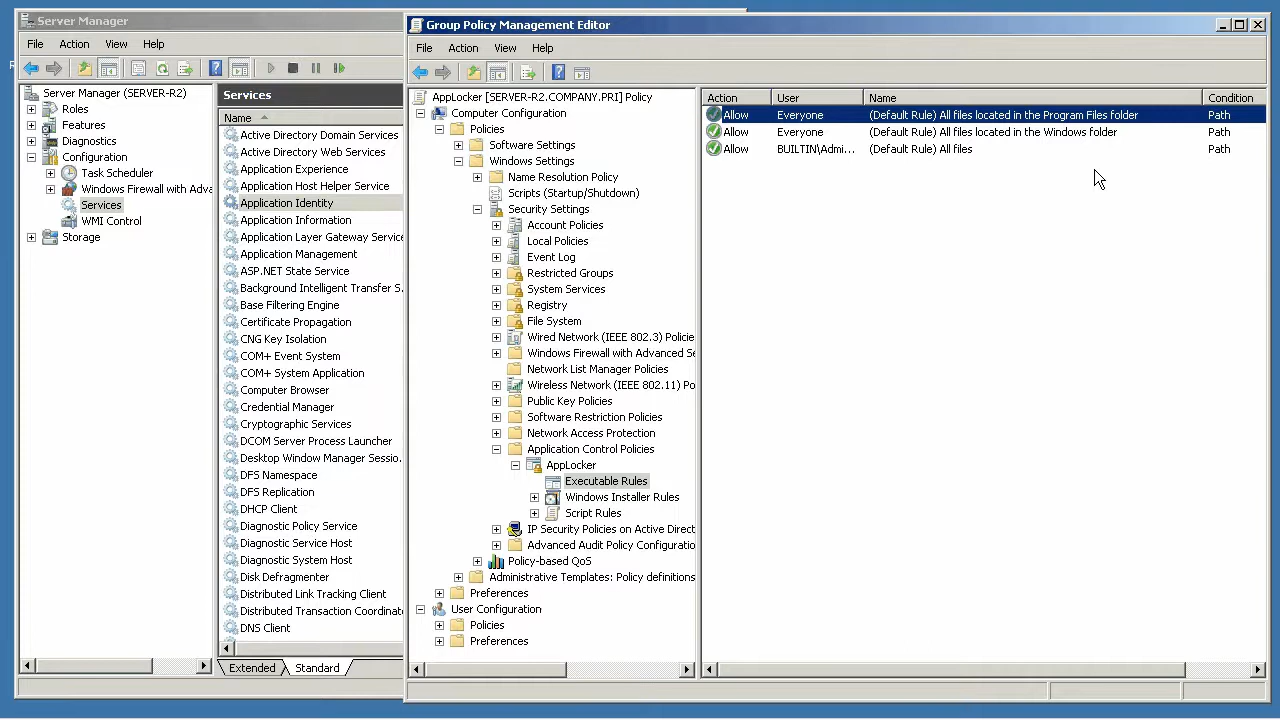 Server Manager
File Action View Help
Server Manager (SERVER-R2)
Roles
Features
Diagnostics
Configuration
Task Scheduler
Windows Firewall with Adva
Services
WMI Control
Storage
Services
Name
Active Directory Domain Services
Active Directory Web Services
Application Experience
Application Host Helper Service
Application Identity
Application Information
Application Layer Gateway Service
Application Management
ASP.NET State Service
Background Intelligent Transfer S...
Base Filtering Engine
Certificate Propagation
CNG Key Isolation
COM+ Event System
COM+ System Application
Computer Browser
Credential Manager
Cryptographic Services
DCOM Server Process Launcher
Desktop Window Manager Sessio...
DFS Namespace
DFS Replication
DHCP Client
Diagnostic Policy Service
Diagnostic Service Host
Diagnostic System Host
Disk Defragmenter
Distributed Link Tracking Client
Distributed Transaction Coordinat
DNS Client
Extended Standard
Group Policy Management Editor
File Action View Help
AppLocker [SERVER-R2.COMPANY.PRI] Policy
Computer Configuration
Policies
Software Settings
Windows Settings
Name Resolution Policy
Scripts (Startup/Shutdown)
Security Settings
Account Policies
Local Policies
Event Log
Restricted Groups
System Services
Registry
File System
Wired Network (IEEE 802.3) Policie
Windows Firewall with Advanced Se
Network List Manager Policies
Wireless Network (IEEE 802.11) Po
Public Key Policies
Software Restriction Policies
Network Access Protection
Application Control Policies
AppLocker
Executable Rules
Windows Installer Rules
Script Rules
IP Security Policies on Active Direct
Advanced Audit Policy Configuratio
Policy-based QoS
Administrative Templates: Policy definitions
Preferences
User Configuration
Policies
Preferences
Action User Name Condition
Allow Everyone (Default Rule) All files located in the Program Files folder Path
Allow Everyone (Default Rule) All files located in the Windows folder Path
Allow BUILTIN\Admi... (Default Rule) All files Path